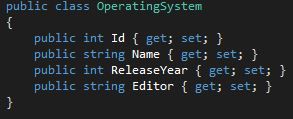 public class OperatingSystem
{
    public int Id { get; set; }
    public string Name { get; set; }
    public int ReleaseYear { get; set; }
    public string Editor { get; set; }
}